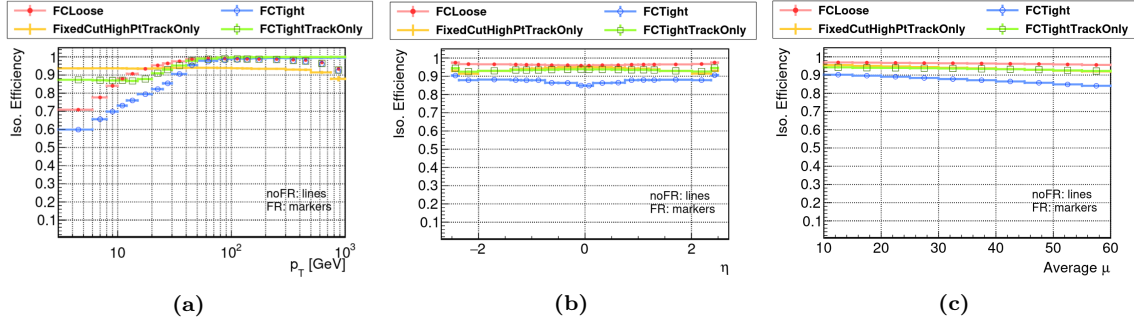 FCLoose FCTight
FixedCutHighPtTrackOnly FCTightTrackOnly
Iso. Efficiency
1
0.9
0.8
0.7
0.6
0.5
0.4
0.3
0.2
0.1
noFR: lines
FR: markers
10 10² 10³
p_T [GeV]
(a)
FCLoose FCTight
FixedCutHighPtTrackOnly FCTightTrackOnly
Iso. Efficiency
1
0.9
0.8
0.7
0.6
0.5
0.4
0.3
0.2
0.1
noFR: lines
FR: markers
−2 0 2
η
(b)
FCLoose FCTight
FixedCutHighPtTrackOnly FCTightTrackOnly
Iso. Efficiency
1
0.9
0.8
0.7
0.6
0.5
0.4
0.3
0.2
0.1
noFR: lines
FR: markers
10 20 30 40 50 60
Average μ
(c)